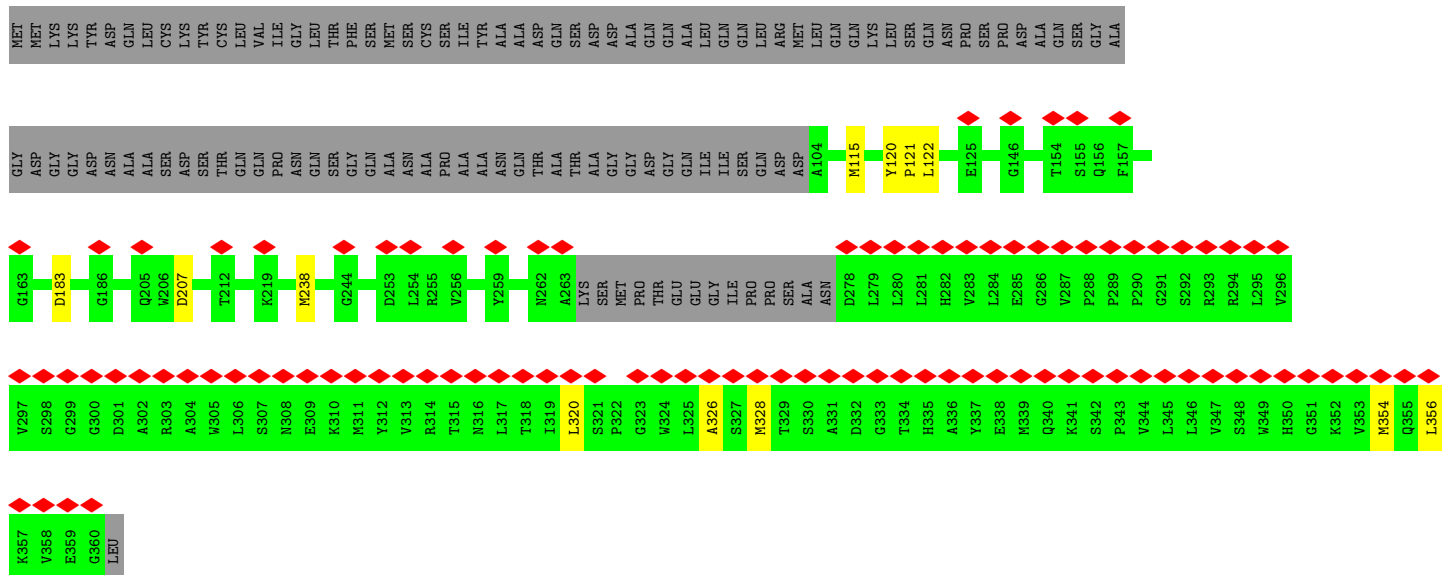 MET MET LYS LYS TYR ASP GLN LEU CYS LYS TYR CYS LEU VAL ILE GLY LEU THR PHE SER MET SER CYS SER ILE TYR ALA ALA ASP GLN SER ASP ASP ALA GLN GLN ALA LEU GLN GLN LEU ARG MET LEU GLN GLN LYS LEU SER GLN ASN PRO SER PRO ASP ALA GLN SER GLY ALA
GLY ASP GLY GLY ASP ASN ALA ALA SER ASP SER THR GLN GLN PRO ASN GLN SER GLY GLN ALA ASN ALA PRO ALA ALA ASN GLN THR ALA THR ALA GLY GLY ASP GLY GLN ILE ILE SER GLN ASP ASP A104 M115 Y120 P121 L122 E125 G146 T154 S155 Q156 F157
G163 D183 G186 Q205 W206 D207 T212 K219 M238 G244 D253 L254 R255 V256 Y259 N262 A263 LYS SER MET PRO THR GLU GLU GLY ILE PRO PRO SER ALA ASN D278 L279 L280 L281 H282 V283 L284 E285 G286 V287 P288 P289 P290 G291 S292 R293 R294 L295 V296
V297 S298 G299 G300 D301 A302 R303 A304 W305 L306 S307 N308 E309 K310 M311 Y312 V313 R314 T315 N316 L317 T318 I319 L320 S321 P322 G323 W324 L325 A326 S327 M328 T329 S330 A331 D332 G333 T334 H335 A336 Y337 E338 M339 Q340 K341 S342 P343 V344 L345 L346 V347 S348 W349 H350 G351 K352 V353 M354 Q355 L356
K357 V358 E359 G360 LEU